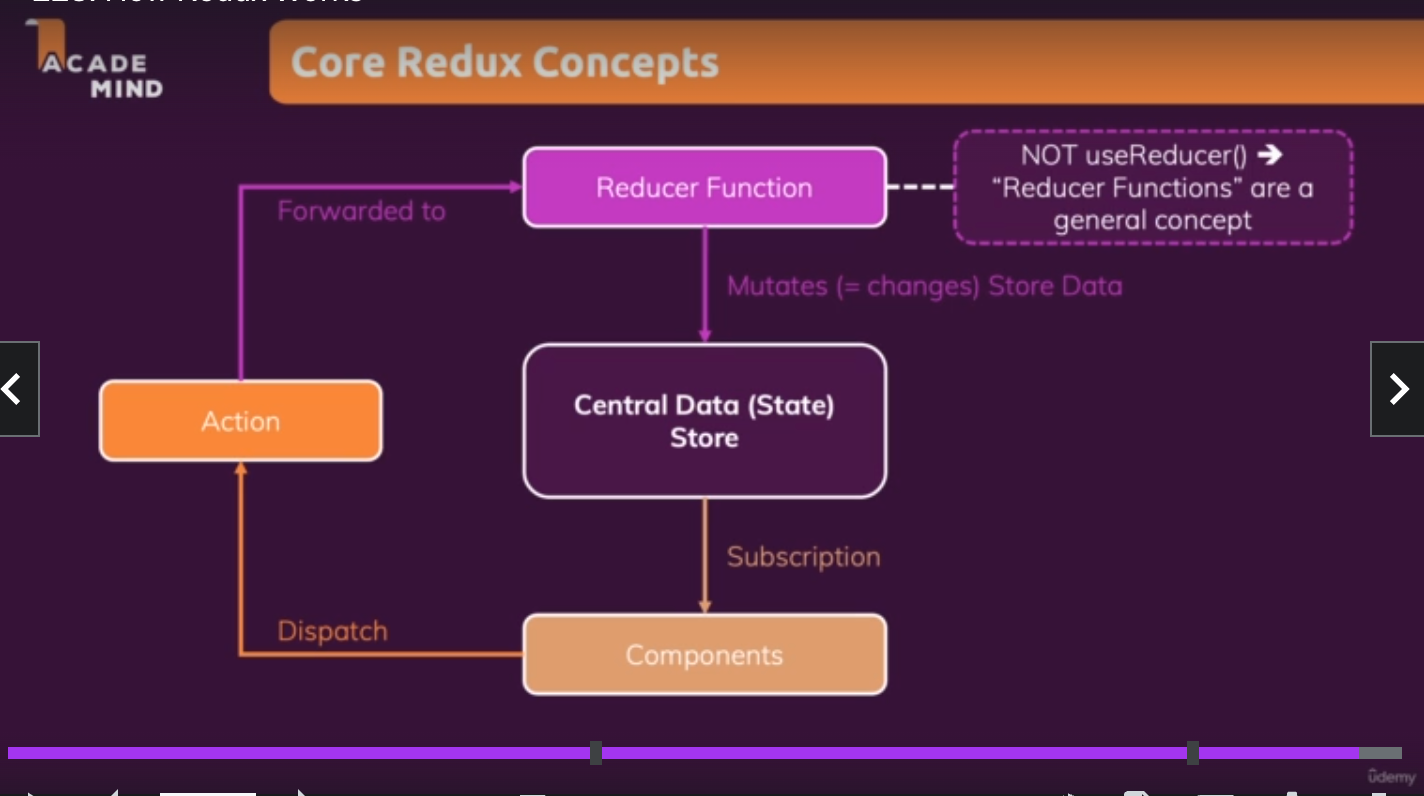 ACADE
MIND
Core Redux Concepts
Reducer Function
NOT useReducer() ➔
“Reducer Functions” are a
general concept
Forwarded to
Mutates (= changes) Store Data
Action
Central Data (State)
Store
Subscription
Dispatch
Components
ûdemy